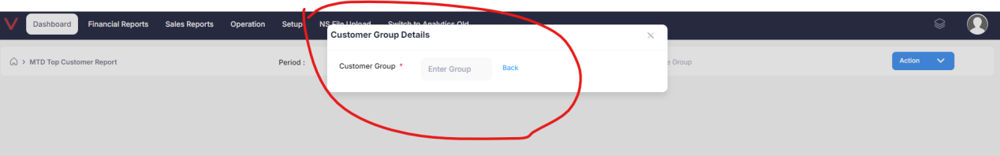 Dashboard Financial Reports Sales Reports Operation Setup NS File Upload Switch to Analytics Old
Customer Group Details
MTD Top Customer Report Period : Group Action
Customer Group * Enter Group Back